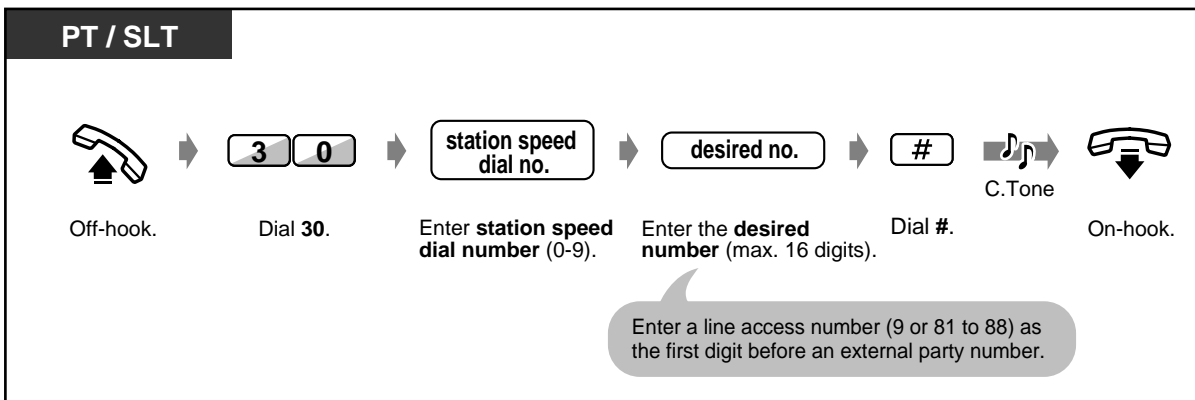 PT / SLT
3 0
station speed
dial no.
desired no.
#
C.Tone
Off-hook.
Dial 30.
Enter station speed
dial number (0-9).
Enter the desired
number (max. 16 digits).
Dial #.
On-hook.
Enter a line access number (9 or 81 to 88) as
the first digit before an external party number.